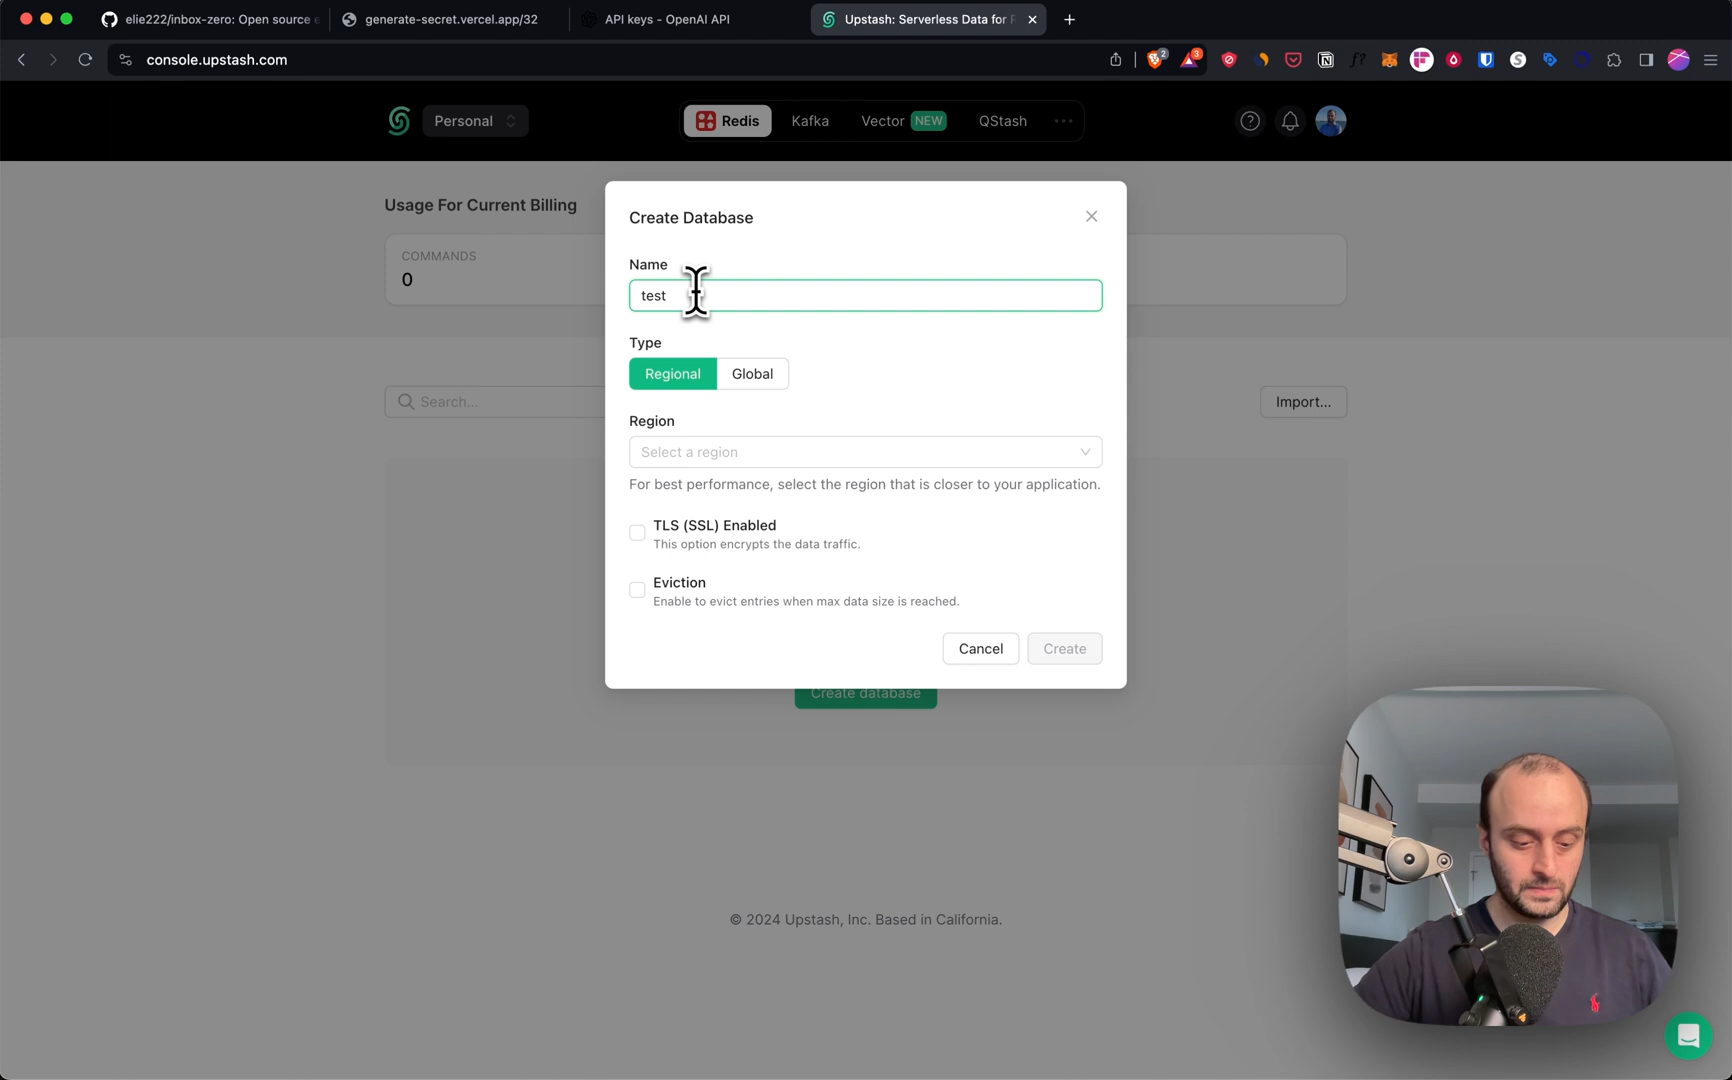 elie222/inbox-zero: Open source e
generate-secret.vercel.app/32
API keys - OpenAI API
Upstash: Serverless Data for R
console.upstash.com
2
3
Personal
Redis
Kafka
Vector NEW
QStash
Usage For Current Billing
COMMANDS
0
Search...
Import...
Create Database
Name
test
Type
Regional
Global
Region
Select a region
For best performance, select the region that is closer to your application.
TLS (SSL) Enabled
This option encrypts the data traffic.
Eviction
Enable to evict entries when max data size is reached.
Cancel
Create
Create database
© 2024 Upstash, Inc. Based in California.